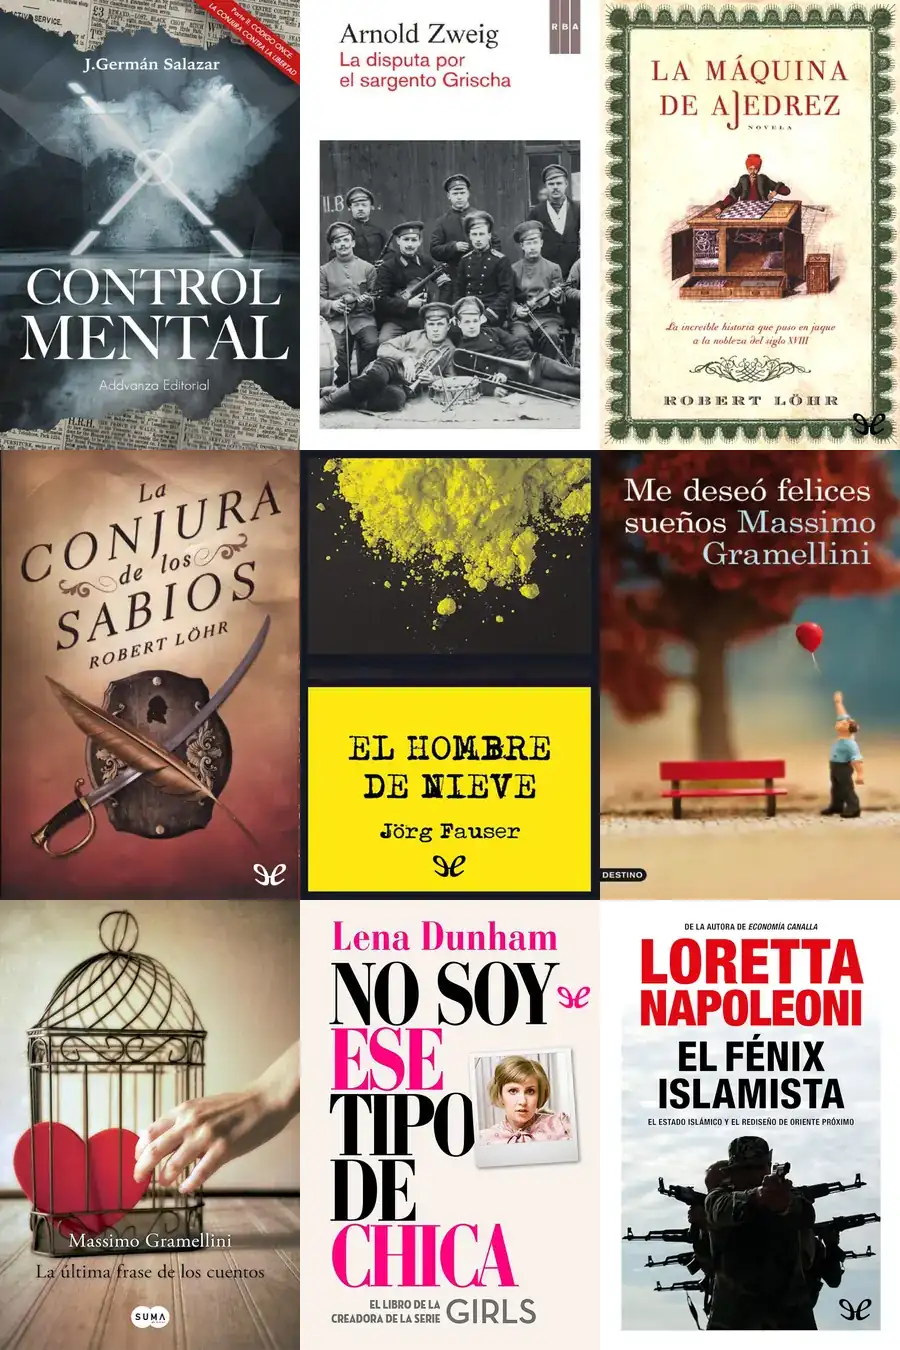 Parte II: CÓDIGO ONCE:
LA CONJURA CONTRA LA LIBERTAD
J.Germán Salazar
CONTROL
MENTAL
Addvanza Editorial
RBA
Arnold Zweig
La disputa por
el sargento Grischa
LA MÁQUINA
DE AJEDREZ
NOVELA
La increíble historia que puso en jaque
a la nobleza del siglo XVIII
ROBERT LÖHR
La
CONJURA
de los
SABIOS
ROBERT LÖHR
EL HOMBRE
DE NIEVE
Jörg Fauser
Me deseó felices
sueños Massimo
Gramellini
DESTINO
Massimo Gramellini
La última frase de los cuentos
SUMA
Lena Dunham
NO SOY
ESE
TIPO
DE
CHICA
EL LIBRO DE LA
CREADORA DE LA SERIE GIRLS
DE LA AUTORA DE ECONOMÍA CANALLA
LORETTA
NAPOLEONI
EL FÉNIX
ISLAMISTA
EL ESTADO ISLÁMICO Y EL REDISEÑO DE ORIENTE PRÓXIMO